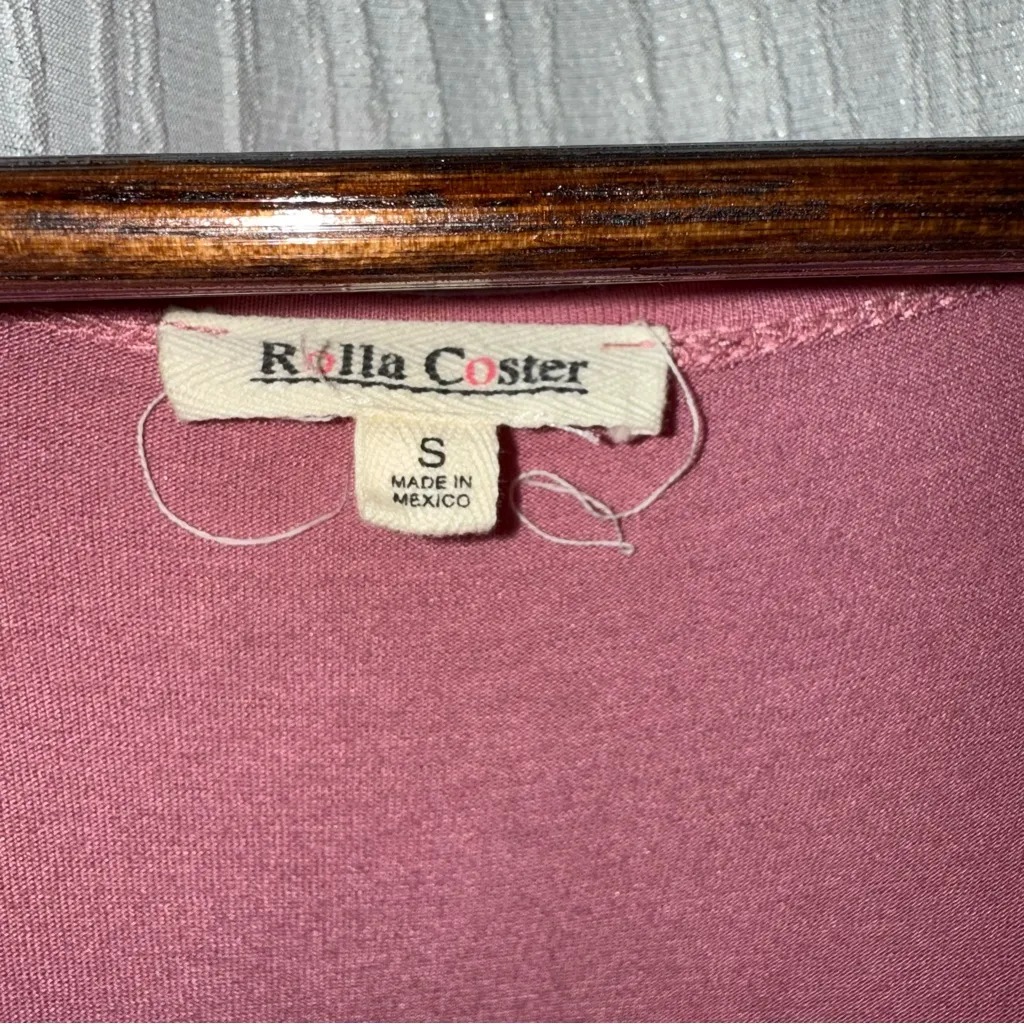 Rolla Coster
S
MADE IN
MEXICO